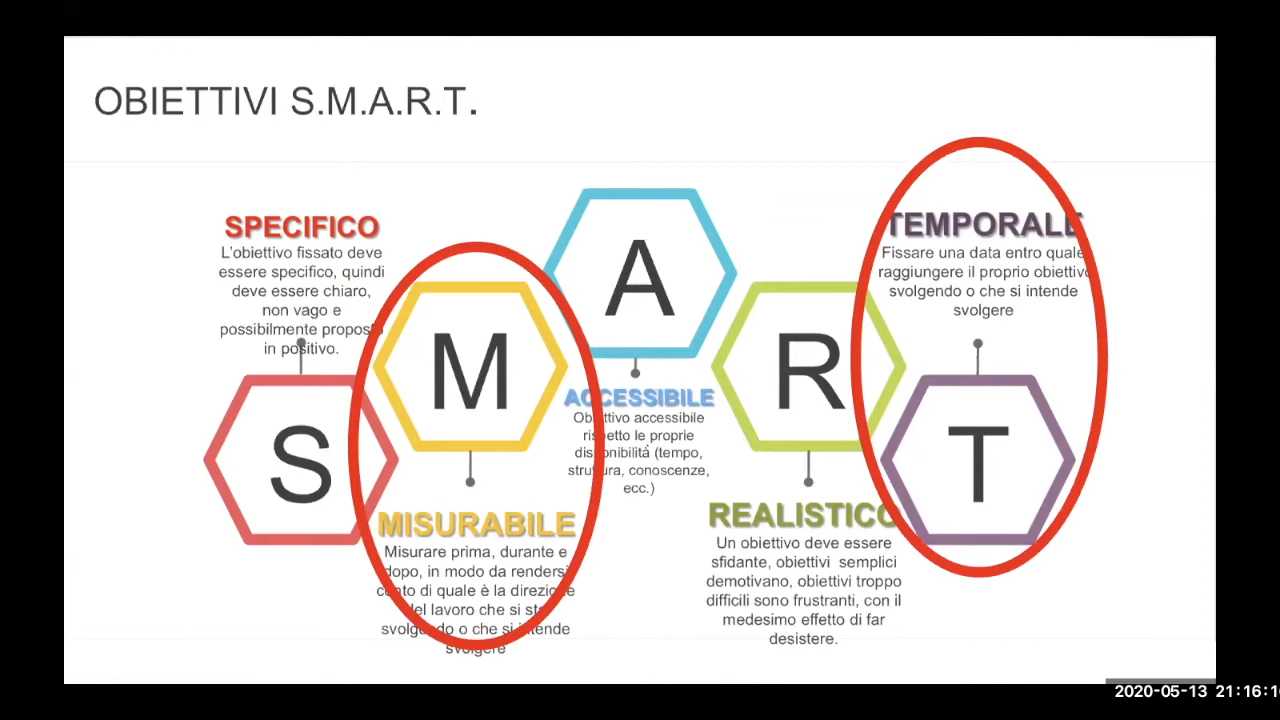 OBIETTIVI S.M.A.R.T.
SPECIFICO
L'obiettivo fissato deve
essere specifico, quindi
deve essere chiaro,
non vago e
possibilmente proposto
in positivo.
S
M
MISURABILE
Misurare prima, durante e
dopo, in modo da rendersi
conto di quale è la direzione
del lavoro che si sta
svolgendo o che si intende
svolgere
A
ACCESSIBILE
Obiettivo accessibile
rispetto le proprie
disponibilità (tempo,
struttura, conoscenze,
ecc.)
R
REALISTICO
Un obiettivo deve essere
sfidante, obiettivi semplici
demotivano, obiettivi troppo
difficili sono frustranti, con il
medesimo effetto di far
desistere.
TEMPORALE
Fissare una data entro quale
raggiungere il proprio obiettivo
svolgendo o che si intende
svolgere
T
2020-05-13 21:16:1